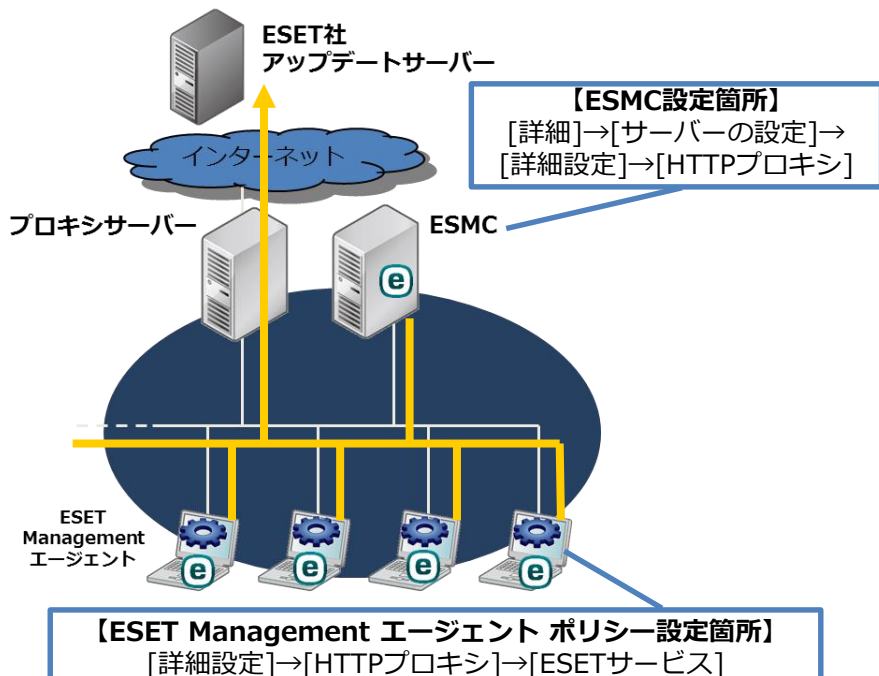 ESET社
アップデートサーバー
【ESMC設定箇所】
[詳細]→[サーバーの設定]→
[詳細設定]→[HTTPプロキシ]
インターネット
プロキシサーバー
ESMC
e
ESET
Management
エージェント
e
e
e
e
【ESET Management エージェント ポリシー設定箇所】
[詳細設定]→[HTTPプロキシ]→[ESETサービス]